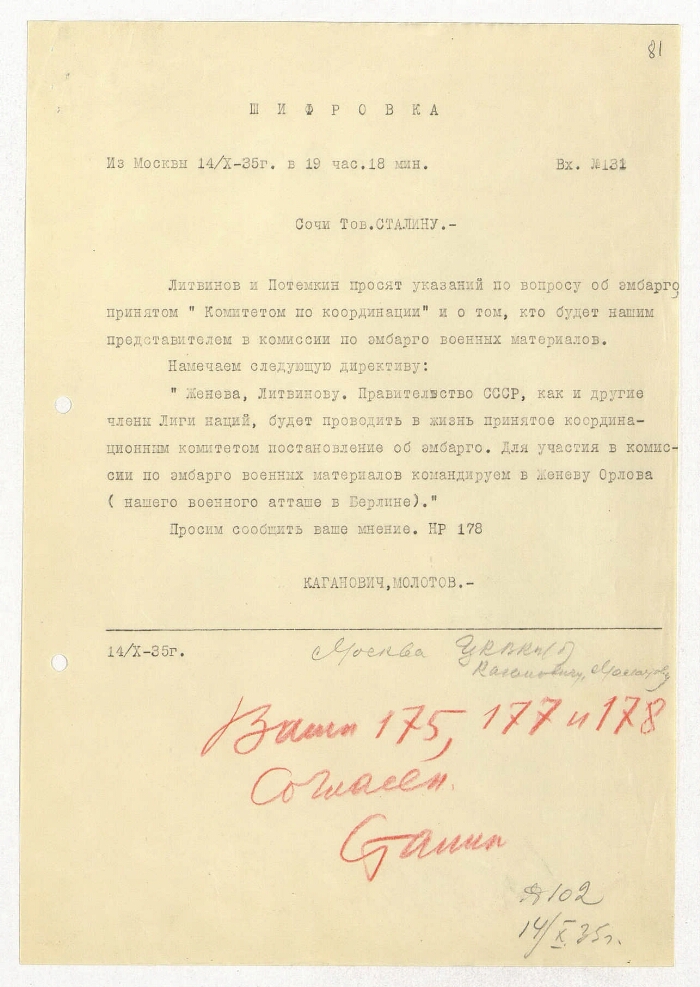 81
ШИФРОВКА
Из Москвы 14/X-35г. в 19 час.18 мин. Вх. №131
Сочи Тов.СТАЛИНУ.-
Литвинов и Потемкин просят указаний по вопросу об эмбарго,
принятом " Комитетом по координации" и о том, кто будет нашим
представителем в комиссии по эмбарго военных материалов.
Намечаем следующую директиву:
" Женева, Литвинову. Правительство СССР, как и другие
члены Лиги наций, будет проводить в жизнь принятое координа-
ционным комитетом постановление об эмбарго. Для участия в комис-
сии по эмбарго военных материалов командируем в Женеву Орлова
( нашего военного атташе в Берлине)."
Просим сообщить ваше мнение. НР 178
КАГАНОВИЧ,МОЛОТОВ.-
14/X-35г. Москва ЦКВКП(б)
Кагановичу, Молотову
Ваши 175, 177 и 178
Согласен.
Сталин
№102
14/X 35г.